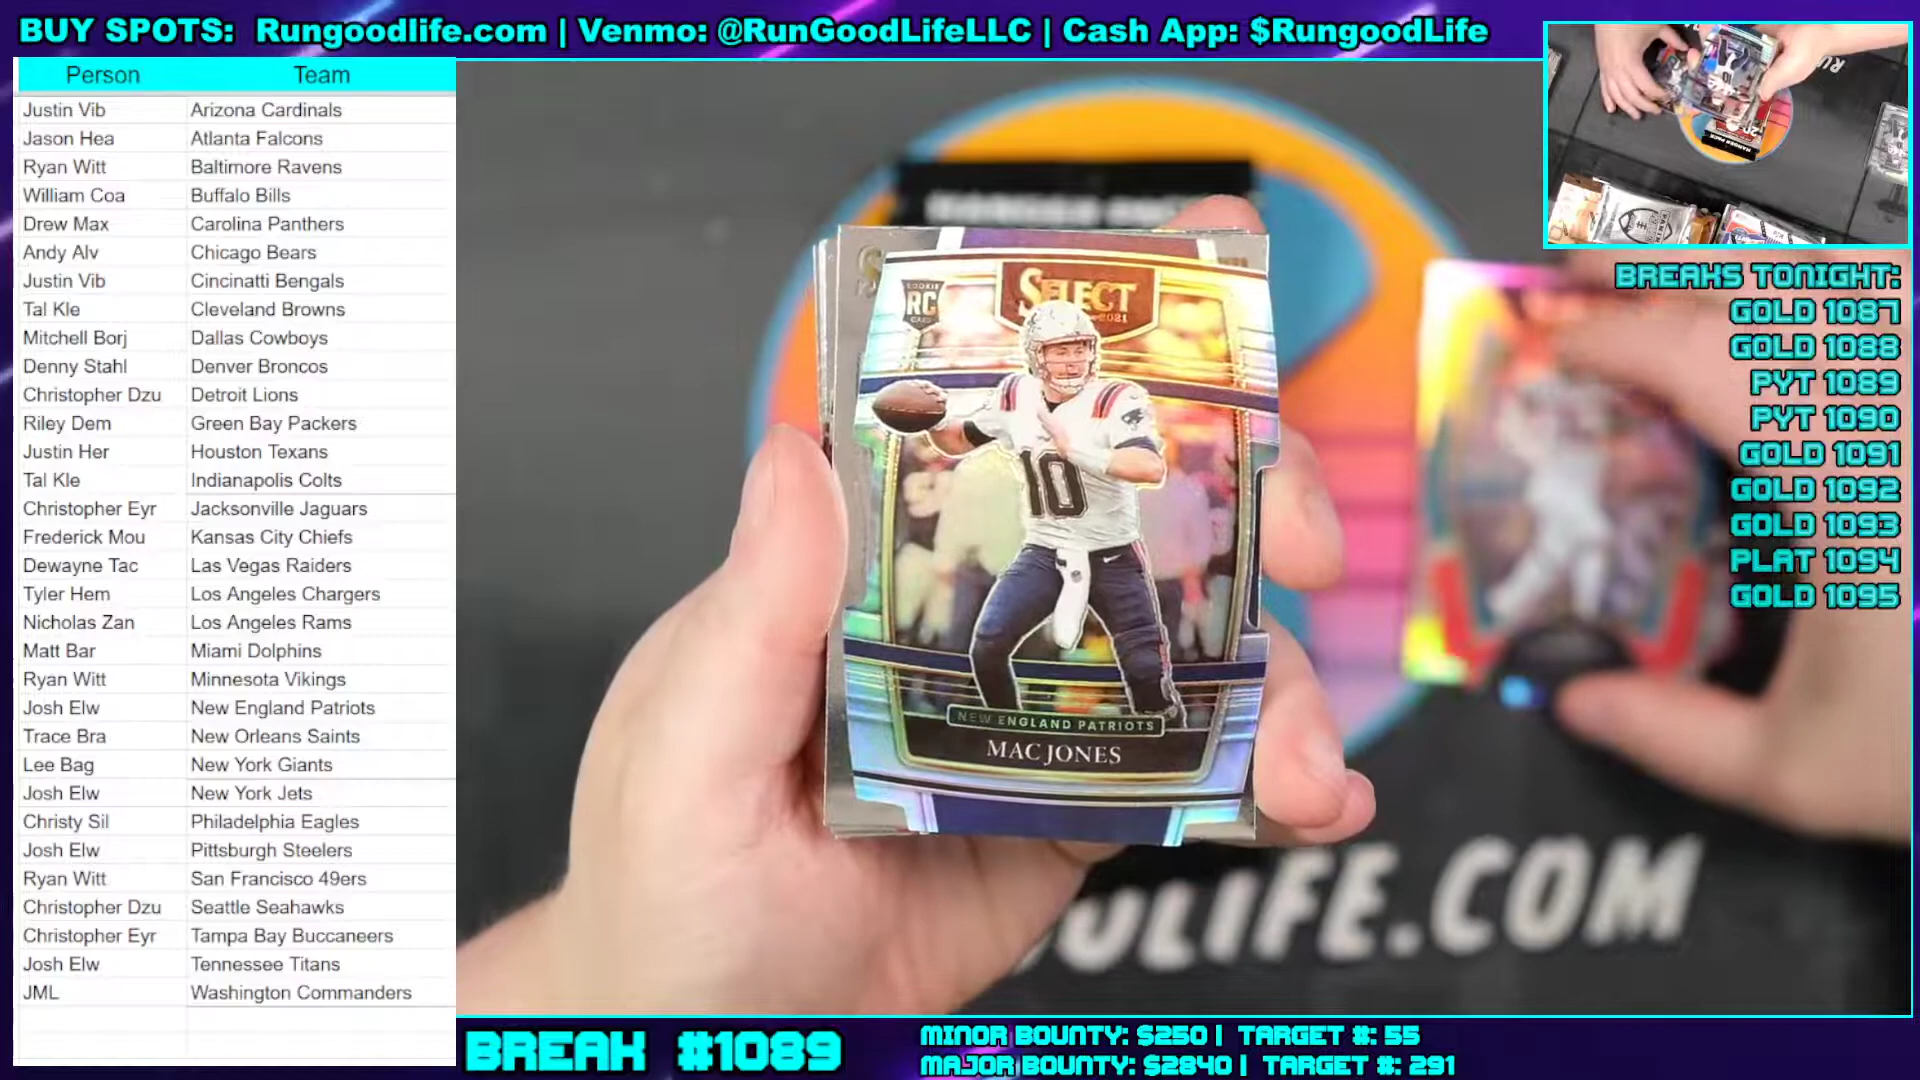 BUY SPOTS: Rungoodlife.com | Venmo: @RunGoodLifeLLC | Cash App: $RungoodLife
Person Team
Justin Vib Arizona Cardinals
Jason Hea Atlanta Falcons
Ryan Witt Baltimore Ravens
William Coa Buffalo Bills
Drew Max Carolina Panthers
Andy Alv Chicago Bears
Justin Vib Cincinatti Bengals
Tal Kle Cleveland Browns
Mitchell Borj Dallas Cowboys
Denny Stahl Denver Broncos
Christopher Dzu Detroit Lions
Riley Dem Green Bay Packers
Justin Her Houston Texans
Tal Kle Indianapolis Colts
Christopher Eyr Jacksonville Jaguars
Frederick Mou Kansas City Chiefs
Dewayne Tac Las Vegas Raiders
Tyler Hem Los Angeles Chargers
Nicholas Zan Los Angeles Rams
Matt Bar Miami Dolphins
Ryan Witt Minnesota Vikings
Josh Elw New England Patriots
Trace Bra New Orleans Saints
Lee Bag New York Giants
Josh Elw New York Jets
Christy Sil Philadelphia Eagles
Josh Elw Pittsburgh Steelers
Ryan Witt San Francisco 49ers
Christopher Dzu Seattle Seahawks
Christopher Eyr Tampa Bay Buccaneers
Josh Elw Tennessee Titans
JML Washington Commanders
ROOKIE
RC
CARD
SELECT
2021
10
NEW ENGLAND PATRIOTS
MAC JONES
LIFE.COM
BREAKS TONIGHT:
GOLD 1087
GOLD 1088
PYT 1089
PYT 1090
GOLD 1091
GOLD 1092
GOLD 1093
PLAT 1094
GOLD 1095
BREAK #1089
MINOR BOUNTY: $250 | TARGET #: 55
MAJOR BOUNTY: $2840 | TARGET #: 291